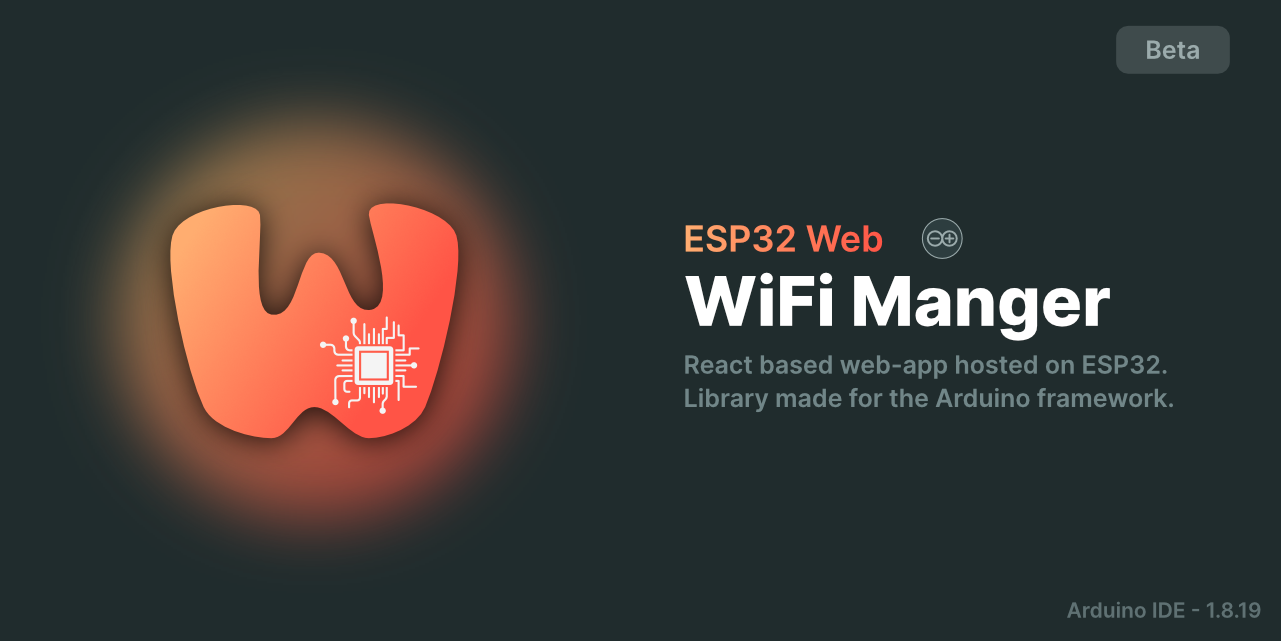 Beta
ESP32 Web
WiFi Manger
React based web-app hosted on ESP32.
Library made for the Arduino framework.
Arduino IDE - 1.8.19